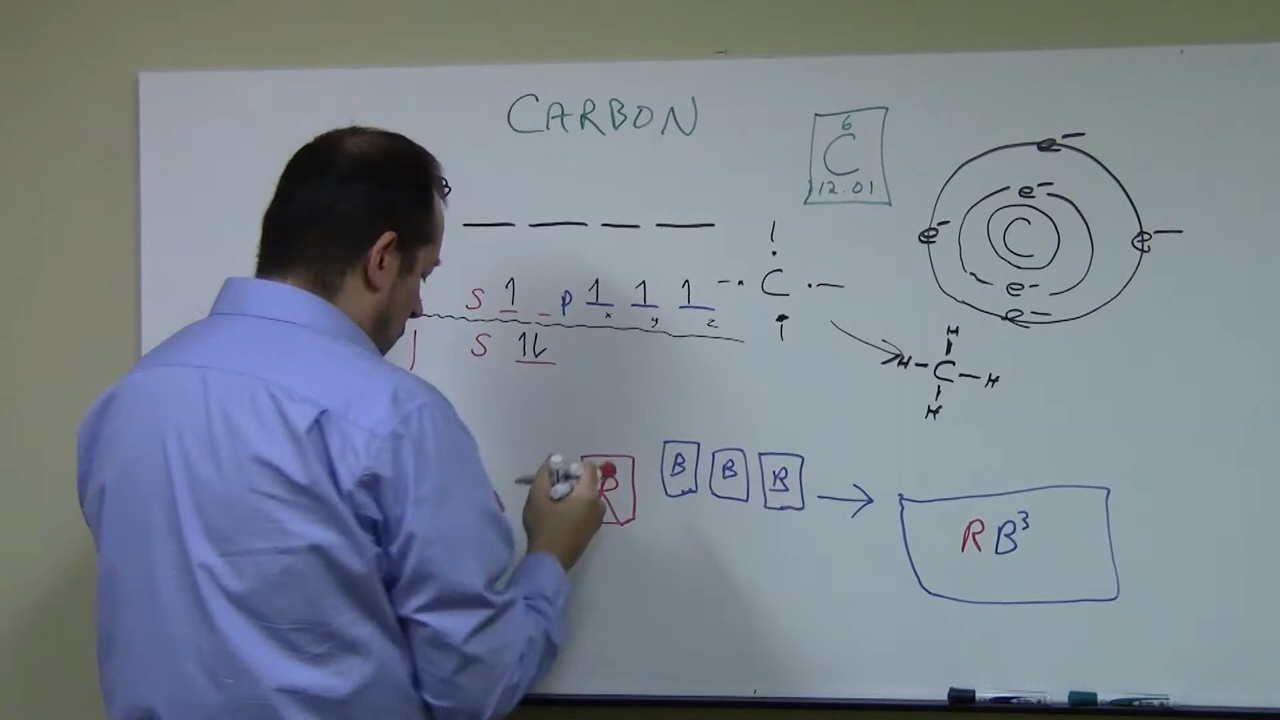 CARBON
6
C
12.01
e⁻
e⁻
e⁻ C e⁻
e⁻
e⁻
S 1 P 1 1 1
x y z
C
S 1L
H
H-C-H
H
R B B B → RB³